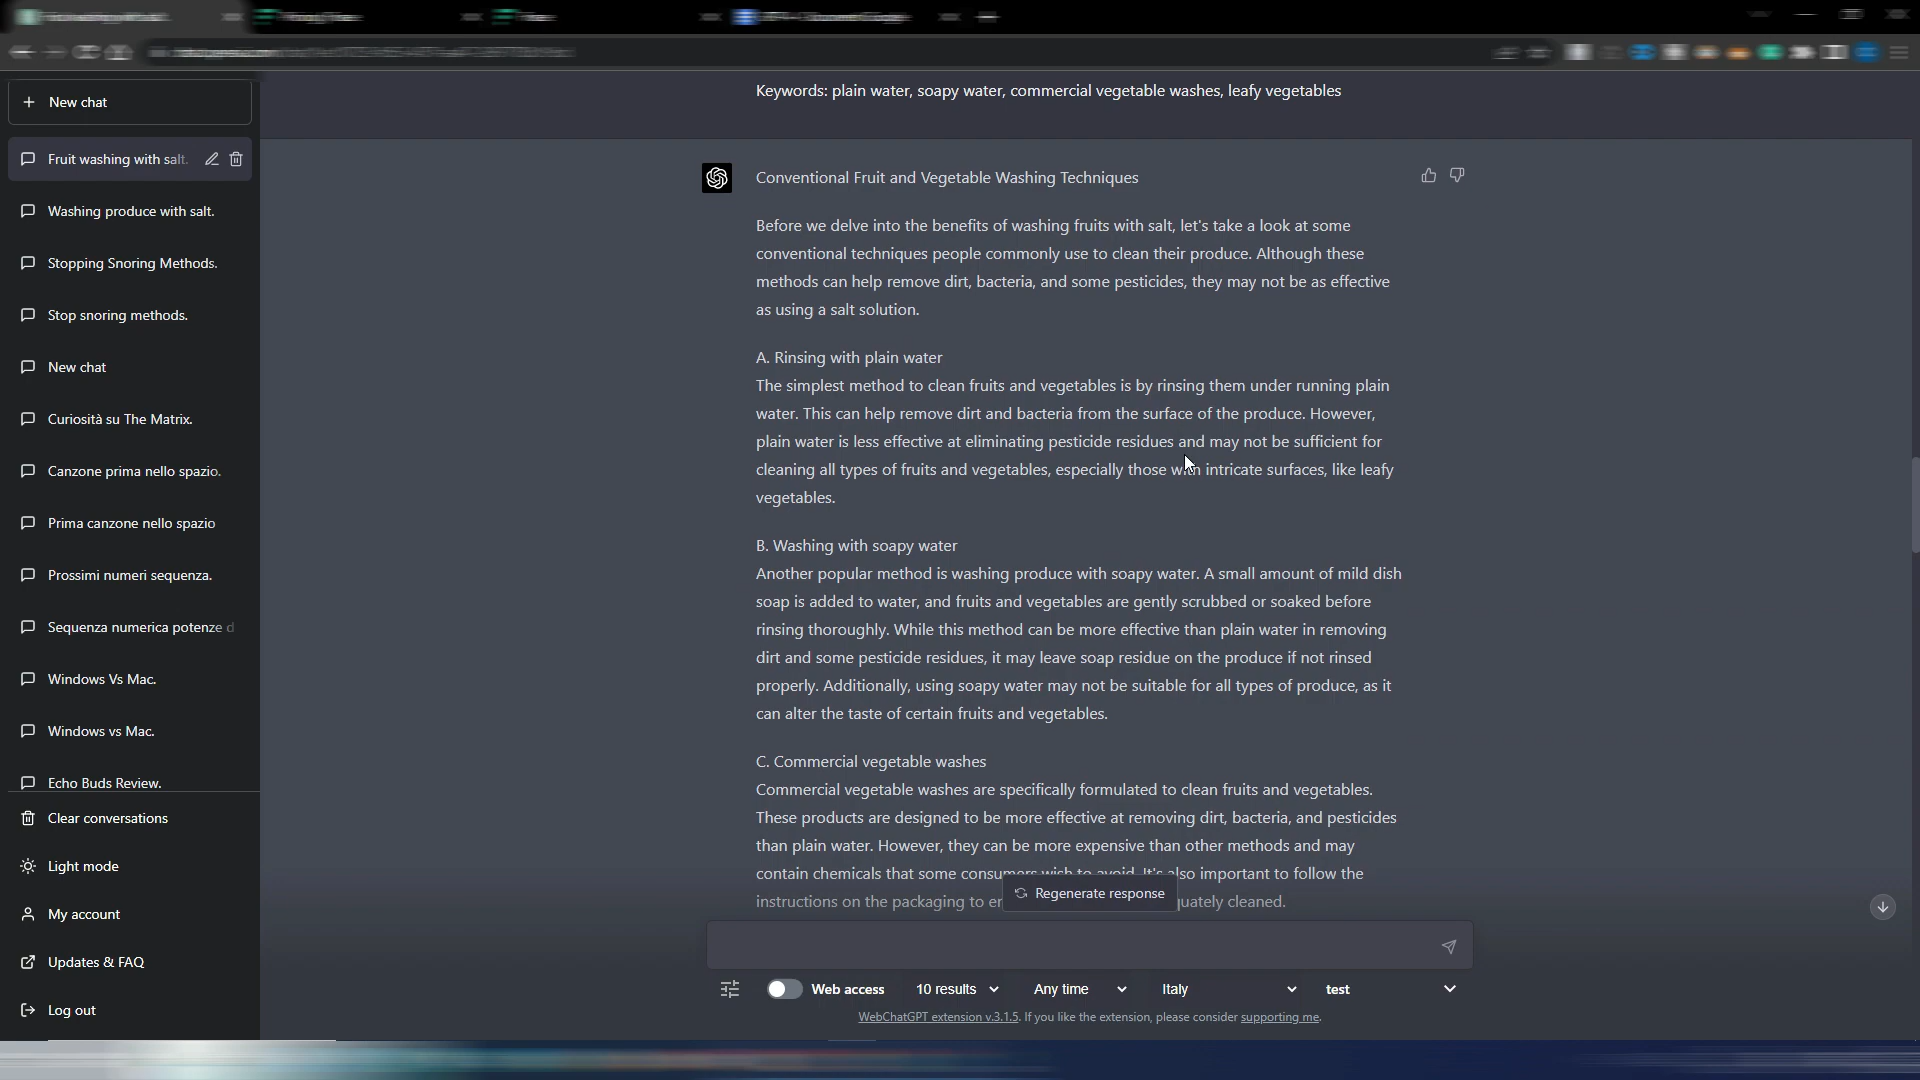 New chat
Fruit washing with salt.
Washing produce with salt.
Stopping Snoring Methods.
Stop snoring methods.
New chat
Curiosità su The Matrix.
Canzone prima nello spazio.
Prima canzone nello spazio
Prossimi numeri sequenza.
Sequenza numerica potenze d
Windows Vs Mac.
Windows vs Mac.
Echo Buds Review.
Clear conversations
Light mode
My account
Updates & FAQ
Log out
Keywords: plain water, soapy water, commercial vegetable washes, leafy vegetables
Conventional Fruit and Vegetable Washing Techniques
Before we delve into the benefits of washing fruits with salt, let's take a look at some
conventional techniques people commonly use to clean their produce. Although these
methods can help remove dirt, bacteria, and some pesticides, they may not be as effective
as using a salt solution.
A. Rinsing with plain water
The simplest method to clean fruits and vegetables is by rinsing them under running plain
water. This can help remove dirt and bacteria from the surface of the produce. However,
plain water is less effective at eliminating pesticide residues and may not be sufficient for
cleaning all types of fruits and vegetables, especially those with intricate surfaces, like leafy
vegetables.
B. Washing with soapy water
Another popular method is washing produce with soapy water. A small amount of mild dish
soap is added to water, and fruits and vegetables are gently scrubbed or soaked before
rinsing thoroughly. While this method can be more effective than plain water in removing
dirt and some pesticide residues, it may leave soap residue on the produce if not rinsed
properly. Additionally, using soapy water may not be suitable for all types of produce, as it
can alter the taste of certain fruits and vegetables.
C. Commercial vegetable washes
Commercial vegetable washes are specifically formulated to clean fruits and vegetables.
These products are designed to be more effective at removing dirt, bacteria, and pesticides
than plain water. However, they can be more expensive than other methods and may
contain chemicals that some consumers wish to avoid. It's also important to follow the
instructions on the packaging to er quately cleaned.
Regenerate response
Web access 10 results Any time Italy test
WebChatGPT extension v.3.1.5. If you like the extension, please consider supporting me.